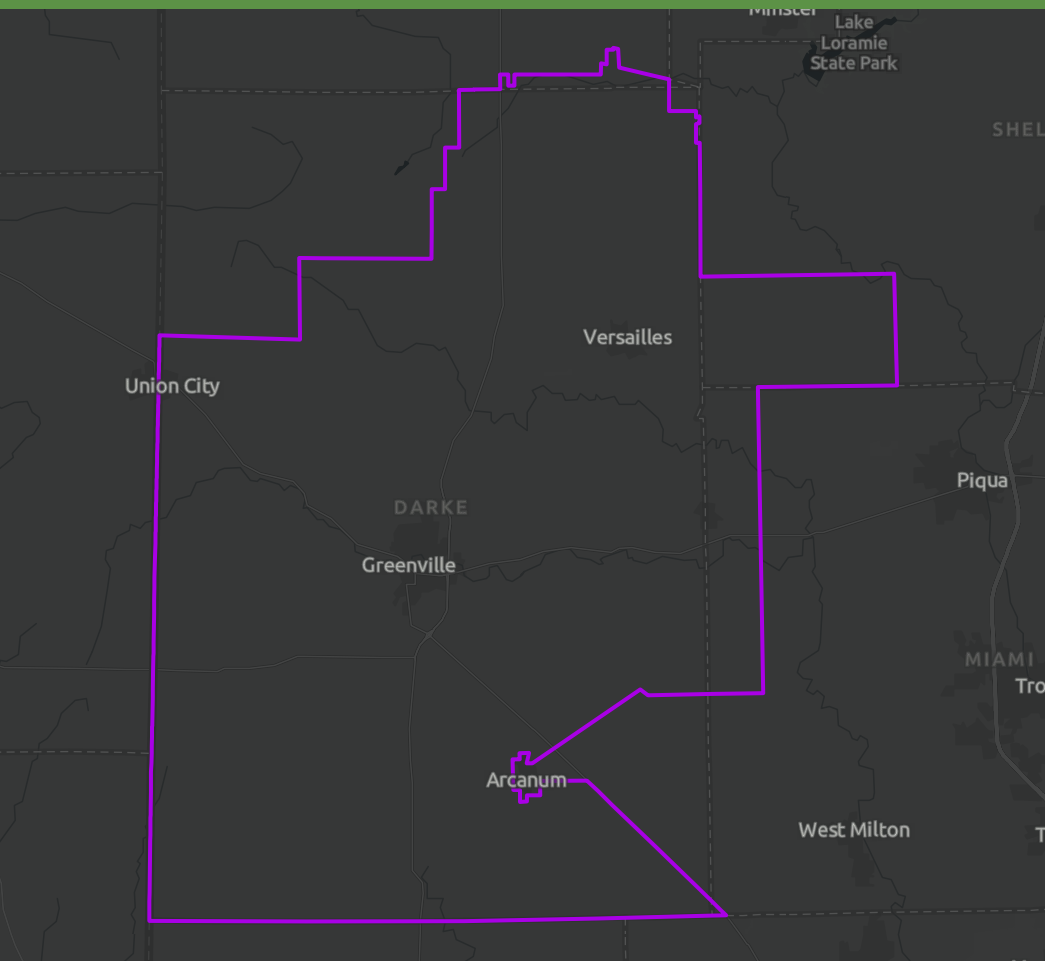 Minster
Lake
Loramie
State Park
SHEL
Versailles
Union City
Piqua
DARKE
Greenville
MIAMI
Tro
Arcanum
West Milton
T